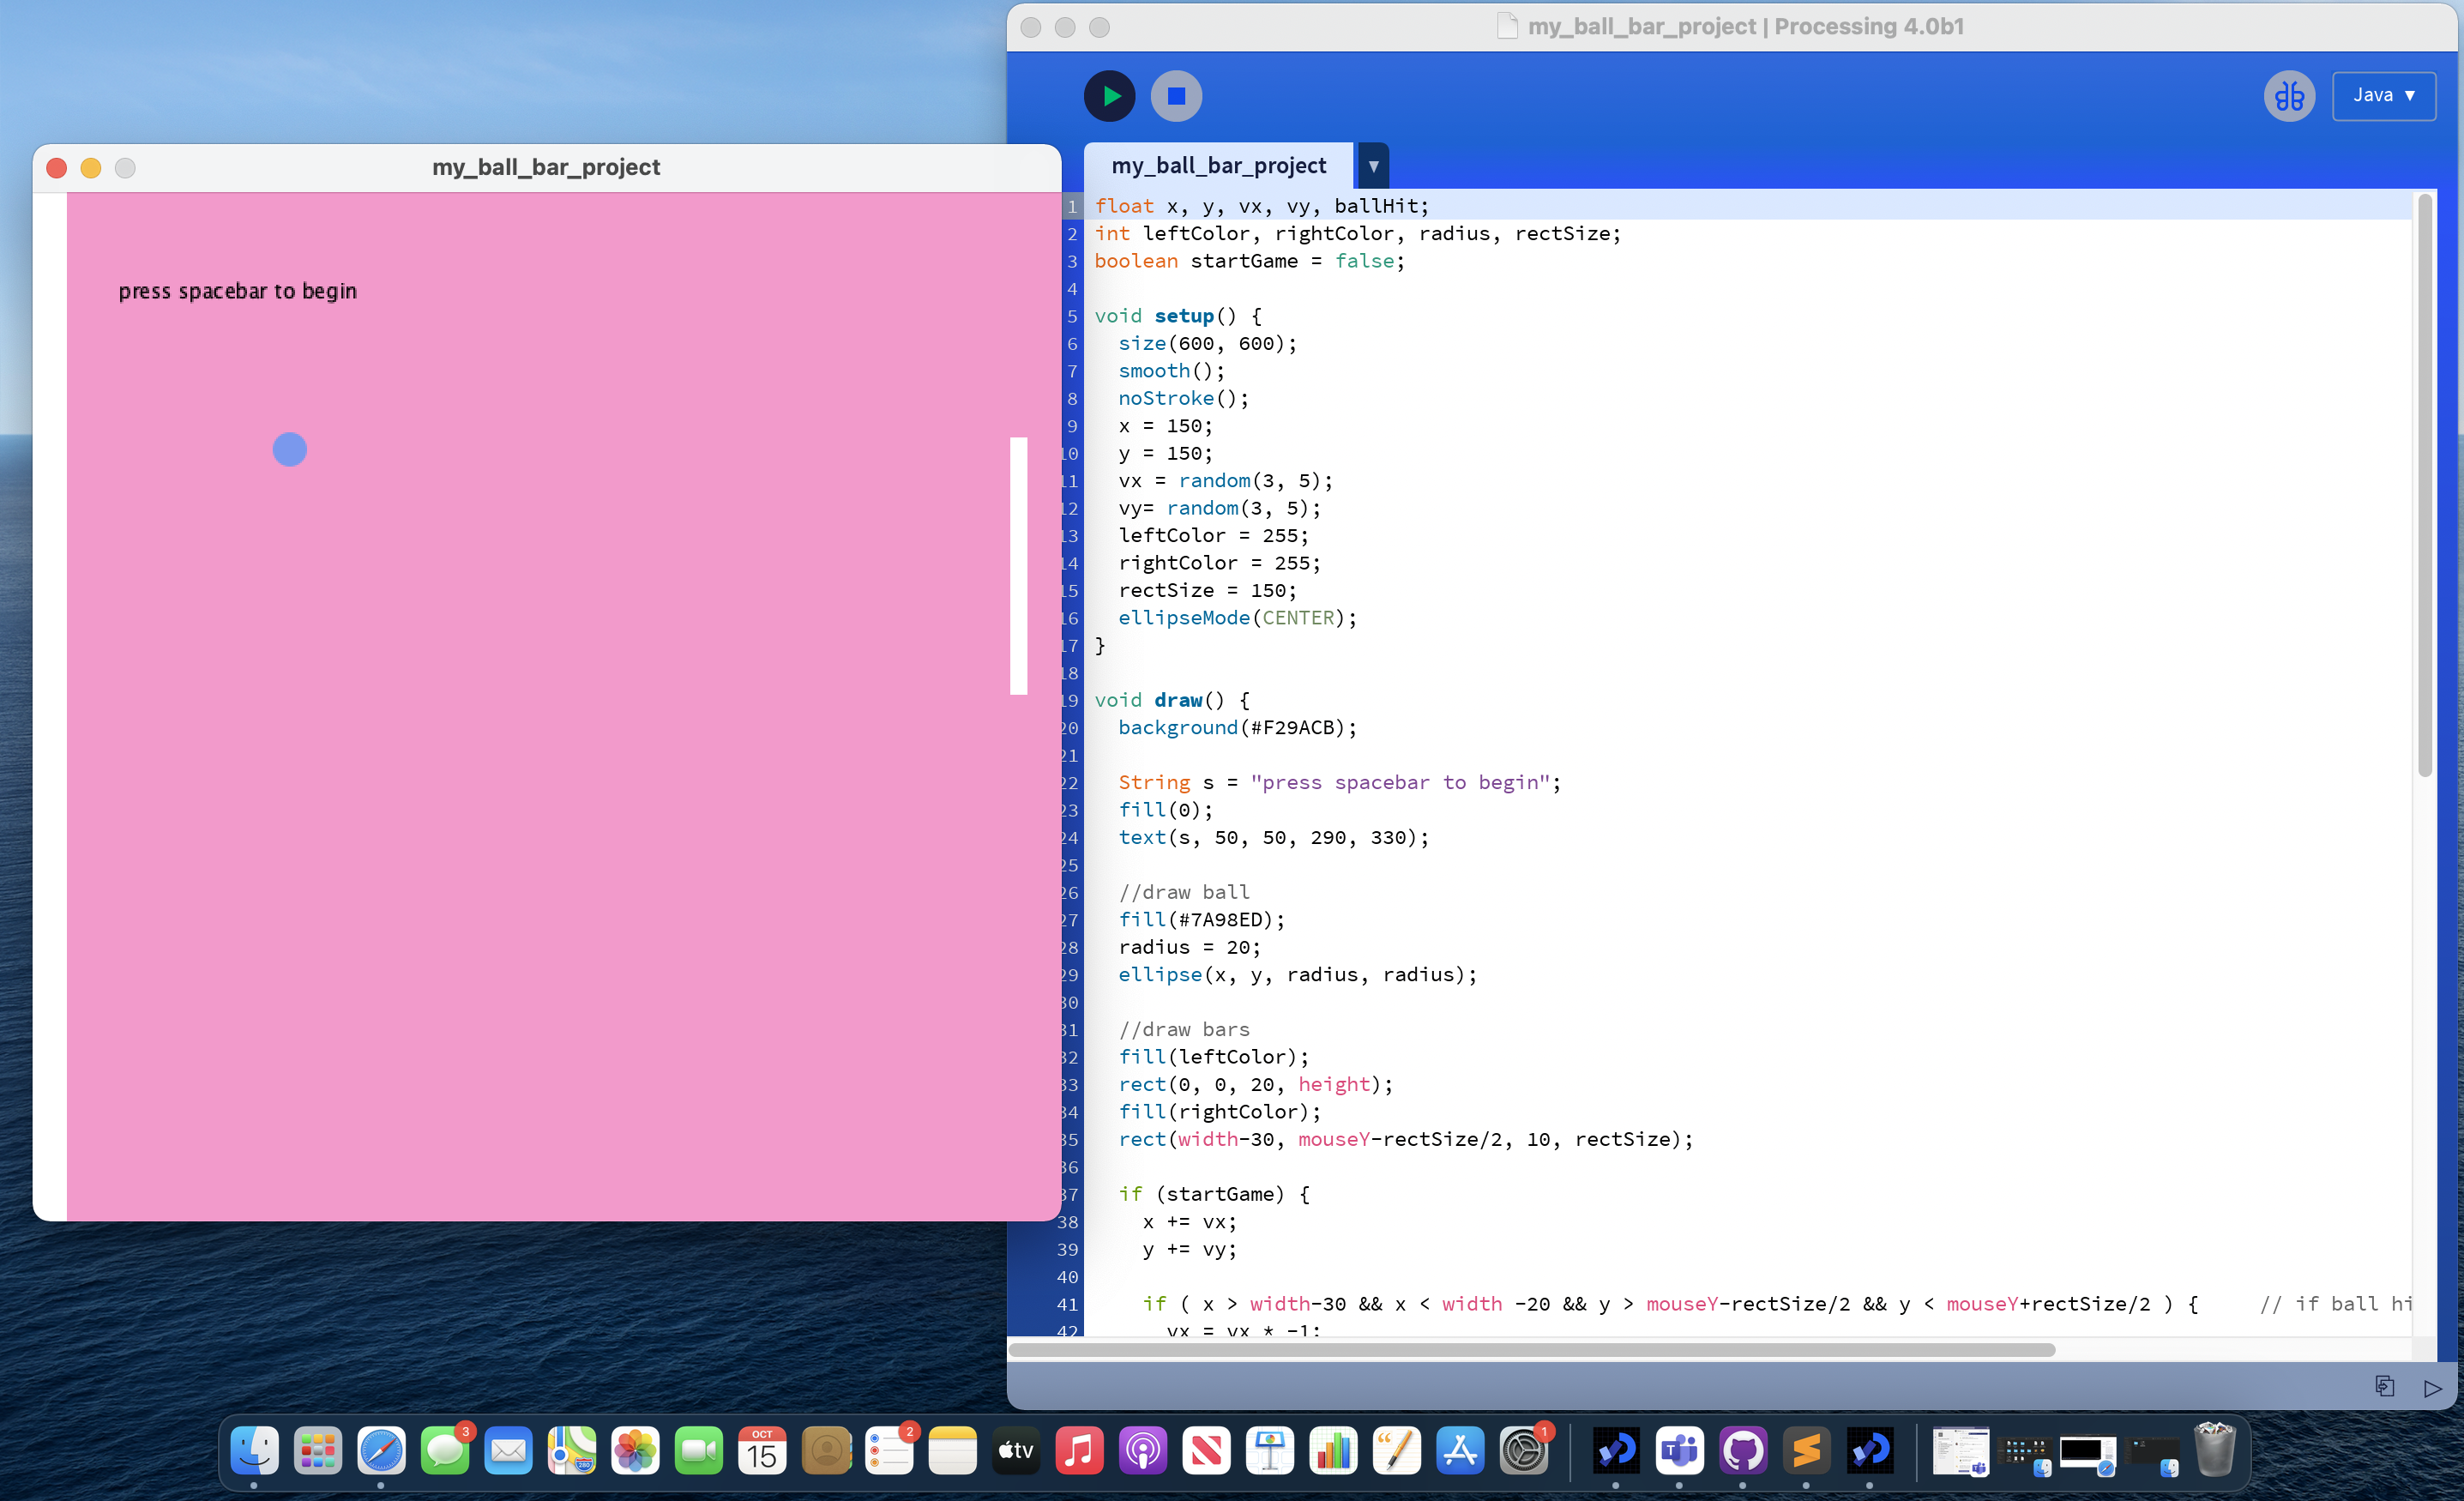 my_ball_bar_project | Processing 4.0b1
Java ▼
my_ball_bar_project
my_ball_bar_project ▼
press spacebar to begin
1 float x, y, vx, vy, ballHit;
2 int leftColor, rightColor, radius, rectSize;
3 boolean startGame = false;
4
5 void setup() {
6 size(600, 600);
7 smooth();
8 noStroke();
9 x = 150;
10 y = 150;
11 vx = random(3, 5);
12 vy= random(3, 5);
13 leftColor = 255;
14 rightColor = 255;
15 rectSize = 150;
16 ellipseMode(CENTER);
17 }
18
19 void draw() {
20 background(#F29ACB);
21
22 String s = "press spacebar to begin";
23 fill(0);
24 text(s, 50, 50, 290, 330);
25
26 //draw ball
27 fill(#7A98ED);
28 radius = 20;
29 ellipse(x, y, radius, radius);
30
31 //draw bars
32 fill(leftColor);
33 rect(0, 0, 20, height);
34 fill(rightColor);
35 rect(width-30, mouseY-rectSize/2, 10, rectSize);
36
37 if (startGame) {
38 x += vx;
39 y += vy;
40
41 if ( x > width-30 && x < width -20 && y > mouseY-rectSize/2 && y < mouseY+rectSize/2 ) { // if ball hi
42 vx = vx * -1;
3
OCT
15
2
tv
1